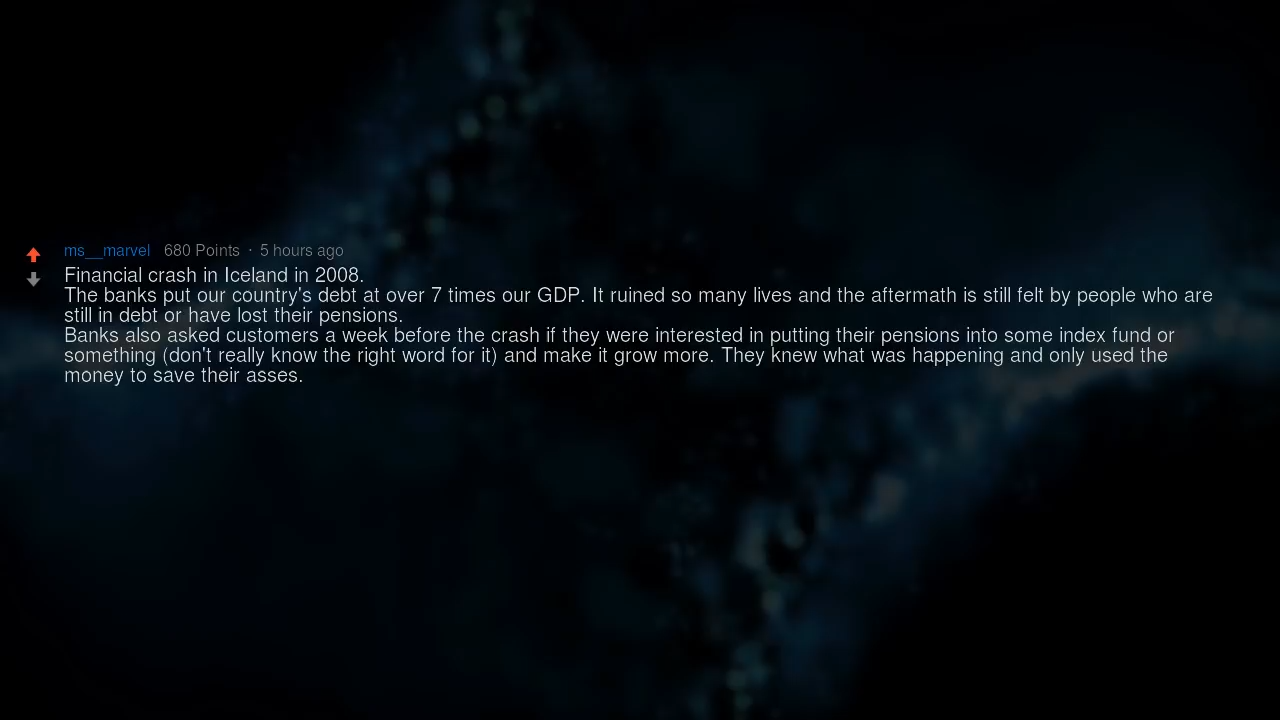 ms__marvel 680 Points · 5 hours ago
Financial crash in Iceland in 2008.
The banks put our country's debt at over 7 times our GDP. It ruined so many lives and the aftermath is still felt by people who are
still in debt or have lost their pensions.
Banks also asked customers a week before the crash if they were interested in putting their pensions into some index fund or
something (don't really know the right word for it) and make it grow more. They knew what was happening and only used the
money to save their asses.